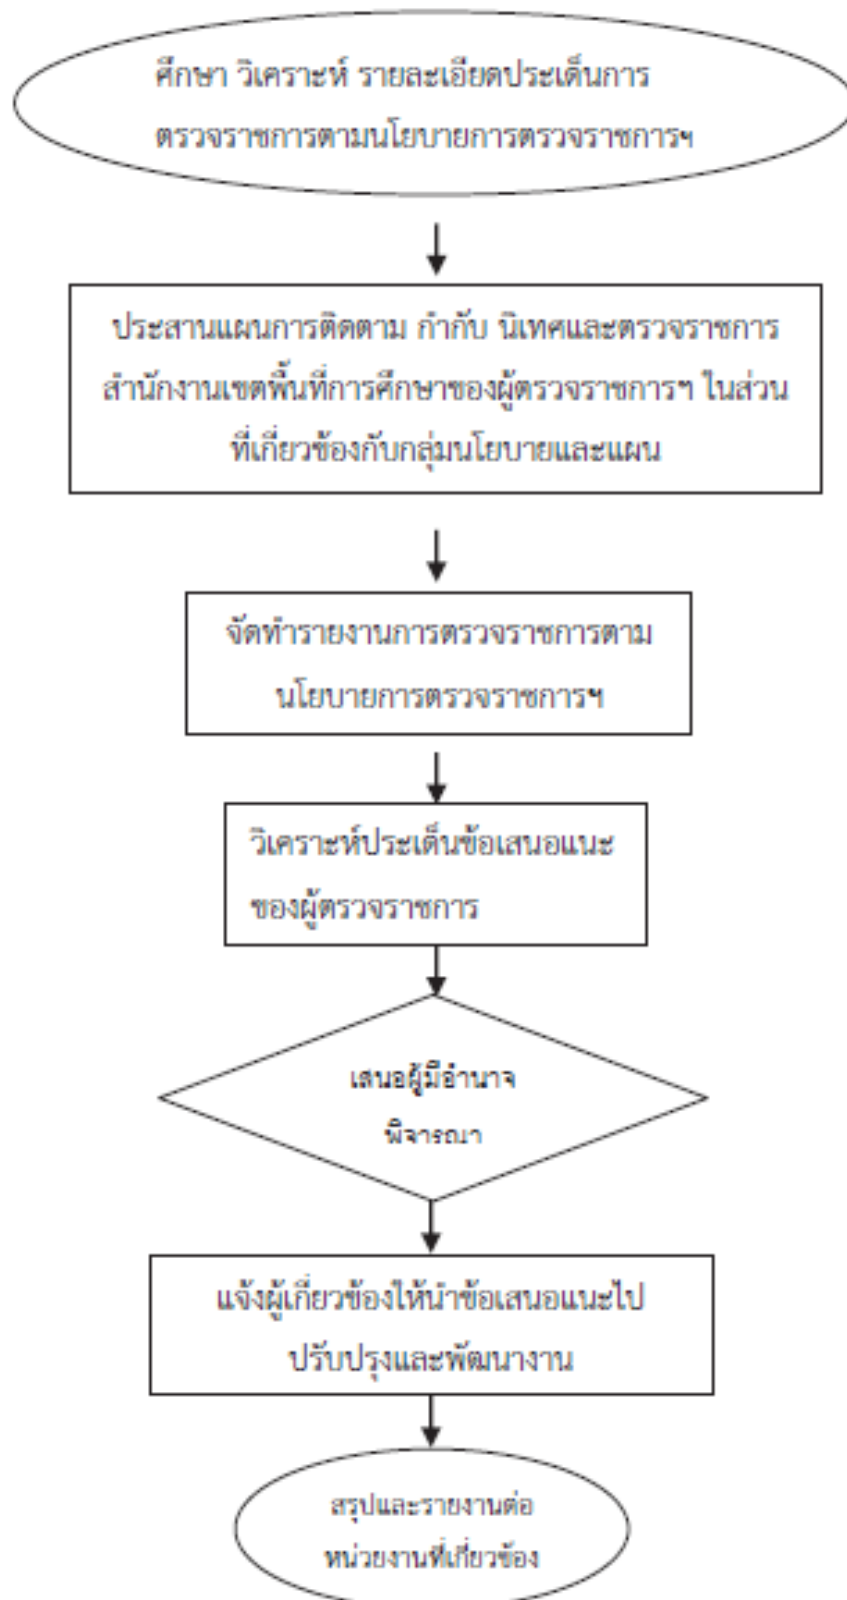 ศึกษา วิเคราะห์ รายละเอียดประเด็นการ
ตรวจราชการตามนโยบายการตรวจราชการฯ
ประสานแผนการติดตาม กำกับ นิเทศและตรวจราชการ
สำนักงานเขตพื้นที่การศึกษาของผู้ตรวจราชการฯ ในส่วน
ที่เกี่ยวข้องกับกลุ่มนโยบายและแผน
จัดทำรายงานการตรวจราชการตาม
นโยบายการตรวจราชการฯ
วิเคราะห์ประเด็นข้อเสนอแนะ
ของผู้ตรวจราชการ
เสนอผู้มีอำนาจ
พิจารณา
แจ้งผู้เกี่ยวข้องให้นำข้อเสนอแนะไป
ปรับปรุงและพัฒนางาน
สรุปและรายงานต่อ
หน่วยงานที่เกี่ยวข้อง